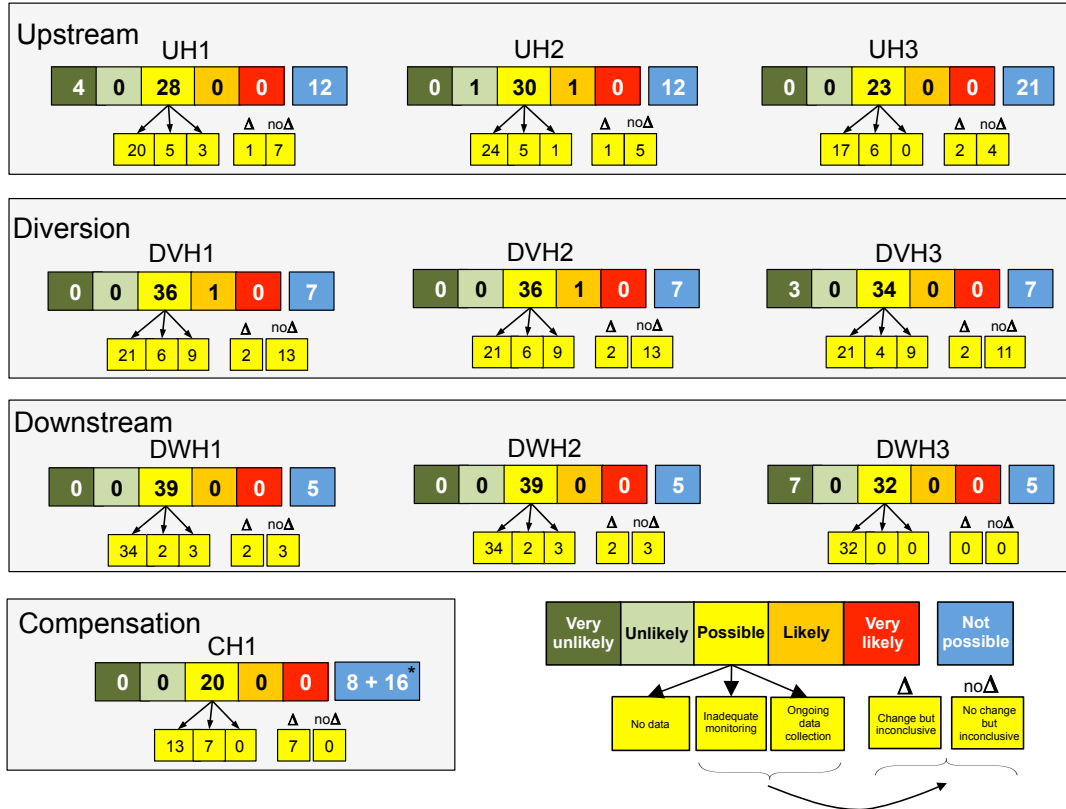 Upstream
UH1 UH2 UH3
4 0 28 0 0 12 0 1 30 1 0 12 0 0 23 0 0 21
Δ noΔ Δ noΔ Δ noΔ
20 5 3 1 7 24 5 1 1 5 17 6 0 2 4
Diversion
DVH1 DVH2 DVH3
0 0 36 1 0 7 0 0 36 1 0 7 3 0 34 0 0 7
Δ noΔ Δ noΔ Δ noΔ
21 6 9 2 13 21 6 9 2 13 21 4 9 2 11
Downstream
DWH1 DWH2 DWH3
0 0 39 0 0 5 0 0 39 0 0 5 7 0 32 0 0 5
Δ noΔ Δ noΔ Δ noΔ
34 2 3 2 3 34 2 3 2 3 32 0 0 0 0
Compensation
CH1
0 0 20 0 0 8 + 16*
Δ noΔ
13 7 0 7 0
Very
unlikely
Unlikely
Possible
Likely
Very
likely
Not
possible
Δ noΔ
No data
Inadequate
monitoring
Ongoing
data
collection
Change but
inconclusive
No change
but
inconclusive